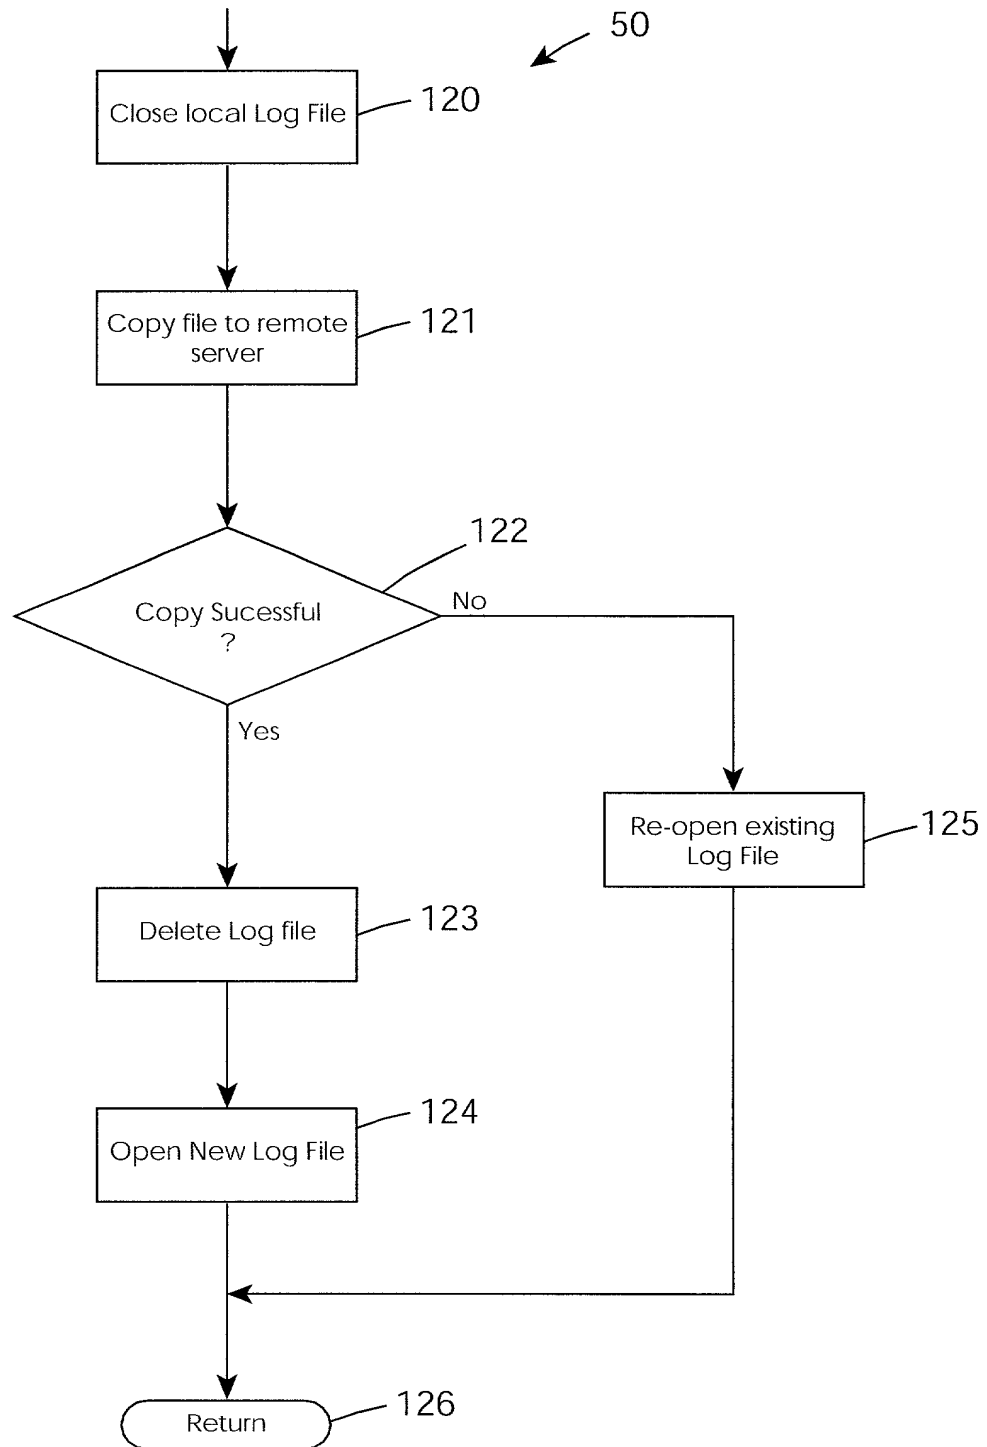 50
Close local Log File
120
Copy file to remote
server
121
122
Copy Sucessful
?
No
Yes
Re-open existing
Log File
125
Delete Log file
123
Open New Log File
124
Return
126